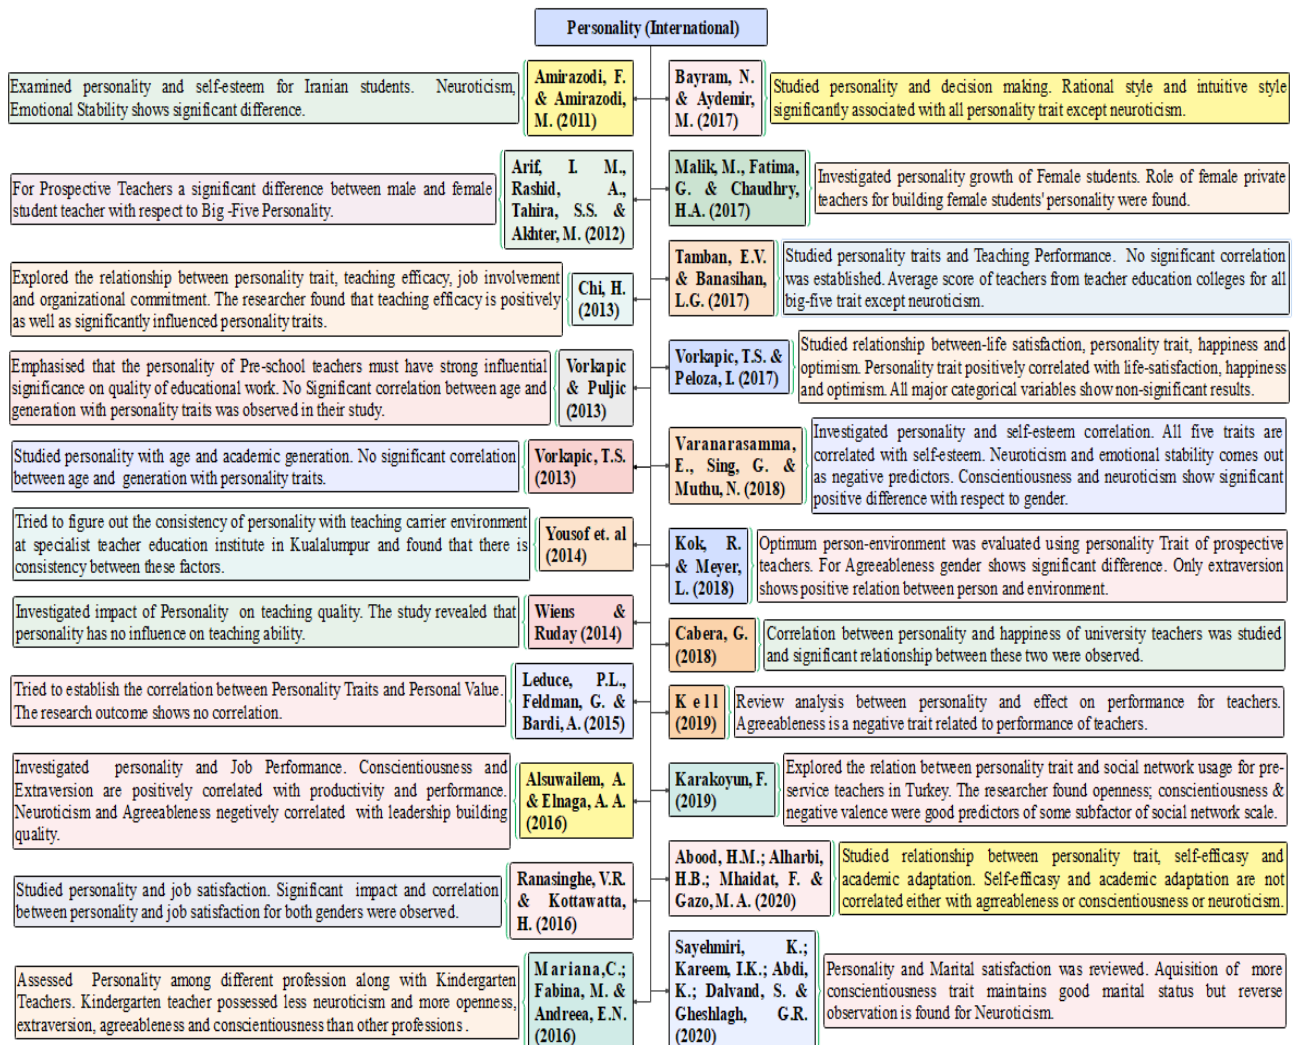 Personality (International)
Examined personality and self-esteem for Iranian students. Neuroticism,
Emotional Stability shows significant difference.
Amirazodi, F.
& Amirazodi,
M. (2011)
For Prospective Teachers a significant difference between male and female
student teacher with respect to Big -Five Personality.
Arif, I. M.,
Rashid, A.,
Tahira, S.S. &
Akhter, M. (2012)
Explored the relationship between personality trait, teaching efficacy, job involvement
and organizational commitment. The researcher found that teaching efficacy is positively
as well as significantly influenced personality traits.
Chi, H.
(2013)
Emphasised that the personality of Pre-school teachers must have strong influential
significance on quality of educational work. No Significant correlation between age and
generation with personality traits was observed in their study.
Vorkapic
& Puljic
(2013)
Studied personality with age and academic generation. No significant correlation
between age and generation with personality traits.
Vorkapic, T.S.
(2013)
Tried to figure out the consistency of personality with teaching carrier environment
at specialist teacher education institute in Kualalumpur and found that there is
consistency between these factors.
Yousof et. al
(2014)
Investigated impact of Personality on teaching quality. The study revealed that
personality has no influence on teaching ability.
Wiens &
Ruday (2014)
Tried to establish the correlation between Personality Traits and Personal Value.
The research outcome shows no correlation.
Leduce, P.L.,
Feldman, G. &
Bardi, A. (2015)
Investigated personality and Job Performance. Conscientiousness and
Extraversion are positively correlated with productivity and performance.
Neuroticism and Agreeableness negetively correlated with leadership building
quality.
Alsuwailem, A.
& Elnaga, A. A.
(2016)
Studied personality and job satisfaction. Significant impact and correlation
between personality and job satisfaction for both genders were observed.
Ranasinghe, V.R.
& Kottawatta,
H. (2016)
Assessed Personality among different profession along with Kindergarten
Teachers. Kindergarten teacher possessed less neuroticism and more openness,
extraversion, agreeableness and conscientiousness than other professions .
Mariana,C.;
Fabina, M. &
Andreea, E.N.
(2016)
Bayram, N.
& Aydemir,
M. (2017)
Studied personality and decision making. Rational style and intuitive style
significantly associated with all personality trait except neuroticism.
Malik, M., Fatima,
G. & Chaudhry,
H.A. (2017)
Investigated personality growth of Female students. Role of female private
teachers for building female students' personality were found.
Tamban, E.V.
& Banasihan,
L.G. (2017)
Studied personality traits and Teaching Performance. No significant correlation
was established. Average score of teachers from teacher education colleges for all
big-five trait except neuroticism.
Vorkapic, T.S. &
Peloza, I. (2017)
Studied relationship between-life satisfaction, personality trait, happiness and
optimism. Personality trait positively correlated with life-satisfaction, happiness
and optimism. All major categorical variables show non-significant results.
Varanarasamma,
E., Sing, G. &
Muthu, N. (2018)
Investigated personality and self-esteem correlation. All five traits are
correlated with self-esteem. Neuroticism and emotional stability comes out
as negative predictors. Conscientiousness and neuroticism show significant
positive difference with respect to gender.
Kok, R.
& Meyer,
L. (2018)
Optimum person-environment was evaluated using personality Trait of prospective
teachers. For Agreeableness gender shows significant difference. Only extraversion
shows positive relation between person and environment.
Cabera, G.
(2018)
Correlation between personality and happiness of university teachers was studied
and significant relationship between these two were observed.
Kell
(2019)
Review analysis between personality and effect on performance for teachers.
Agreeableness is a negative trait related to performance of teachers.
Karakoyun, F.
(2019)
Explored the relation between personality trait and social network usage for pre-
service teachers in Turkey. The researcher found openness; conscientiousness &
negative valence were good predictors of some subfactor of social network scale.
Abood, H.M.; Alharbi,
H.B.; Mhaidat, F. &
Gazo, M. A. (2020)
Studied relationship between personality trait, self-efficasy and
academic adaptation. Self-efficasy and academic adaptation are not
correlated either with agrreableness or conscientiousness or neuroticism.
Sayehmiri, K.;
Kareem, I.K.; Abdi,
K.; Dalvand, S. &
Gheshlagh, G.R.
(2020)
Personality and Marital satisfaction was reviewed. Aquisition of more
conscientiousness trait maintains good marital status but reverse
observation is found for Neuroticism.